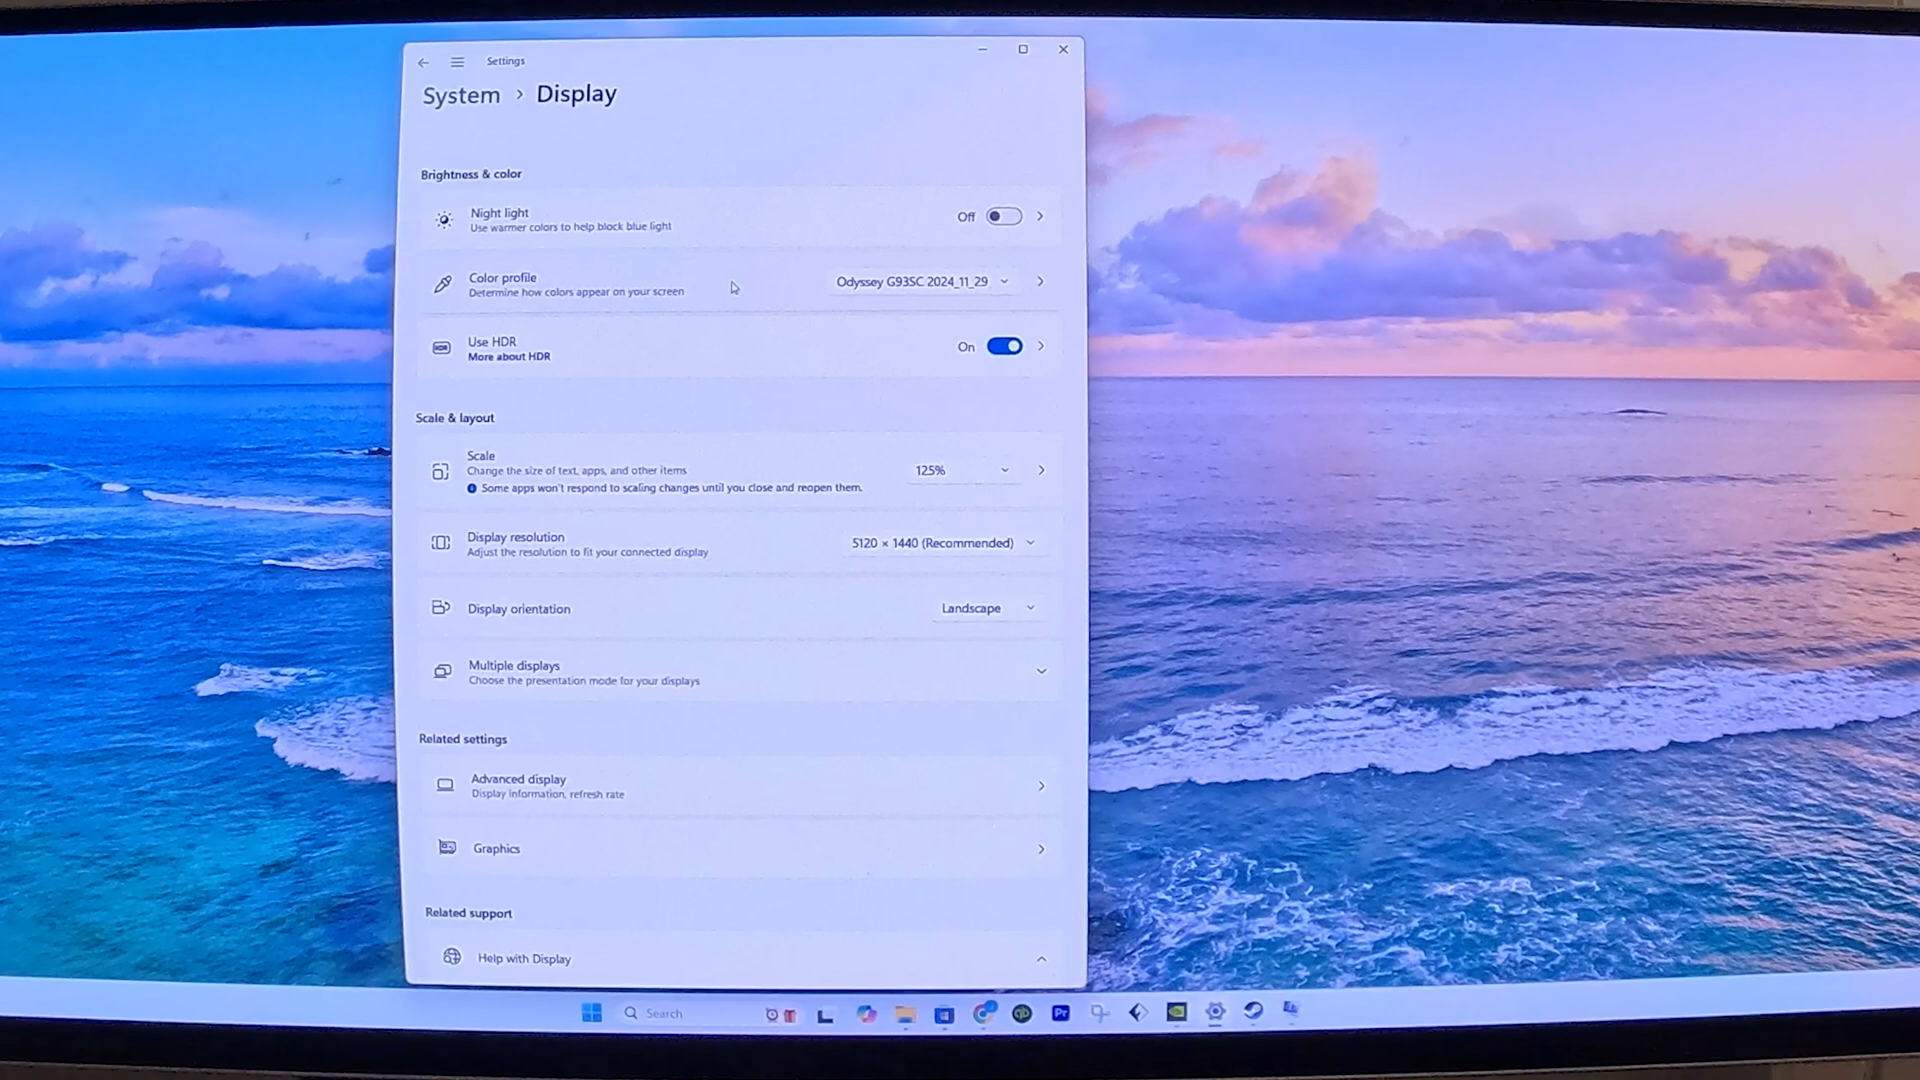 Settings
System › Display
Brightness & color
Night light
Use warmer colors to help block blue light
Off
Color profile
Determine how colors appear on your screen
Odyssey G93SC 2024_11_29
HDR
Use HDR
More about HDR
On
Scale & layout
Scale
Change the size of text, apps, and other items
Some apps won't respond to scaling changes until you close and reopen them.
125%
Display resolution
Adjust the resolution to fit your connected display
5120 × 1440 (Recommended)
Display orientation
Landscape
Multiple displays
Choose the presentation mode for your displays
Related settings
Advanced display
Display information, refresh rate
Graphics
Related support
Help with Display
Search
qb
Pr